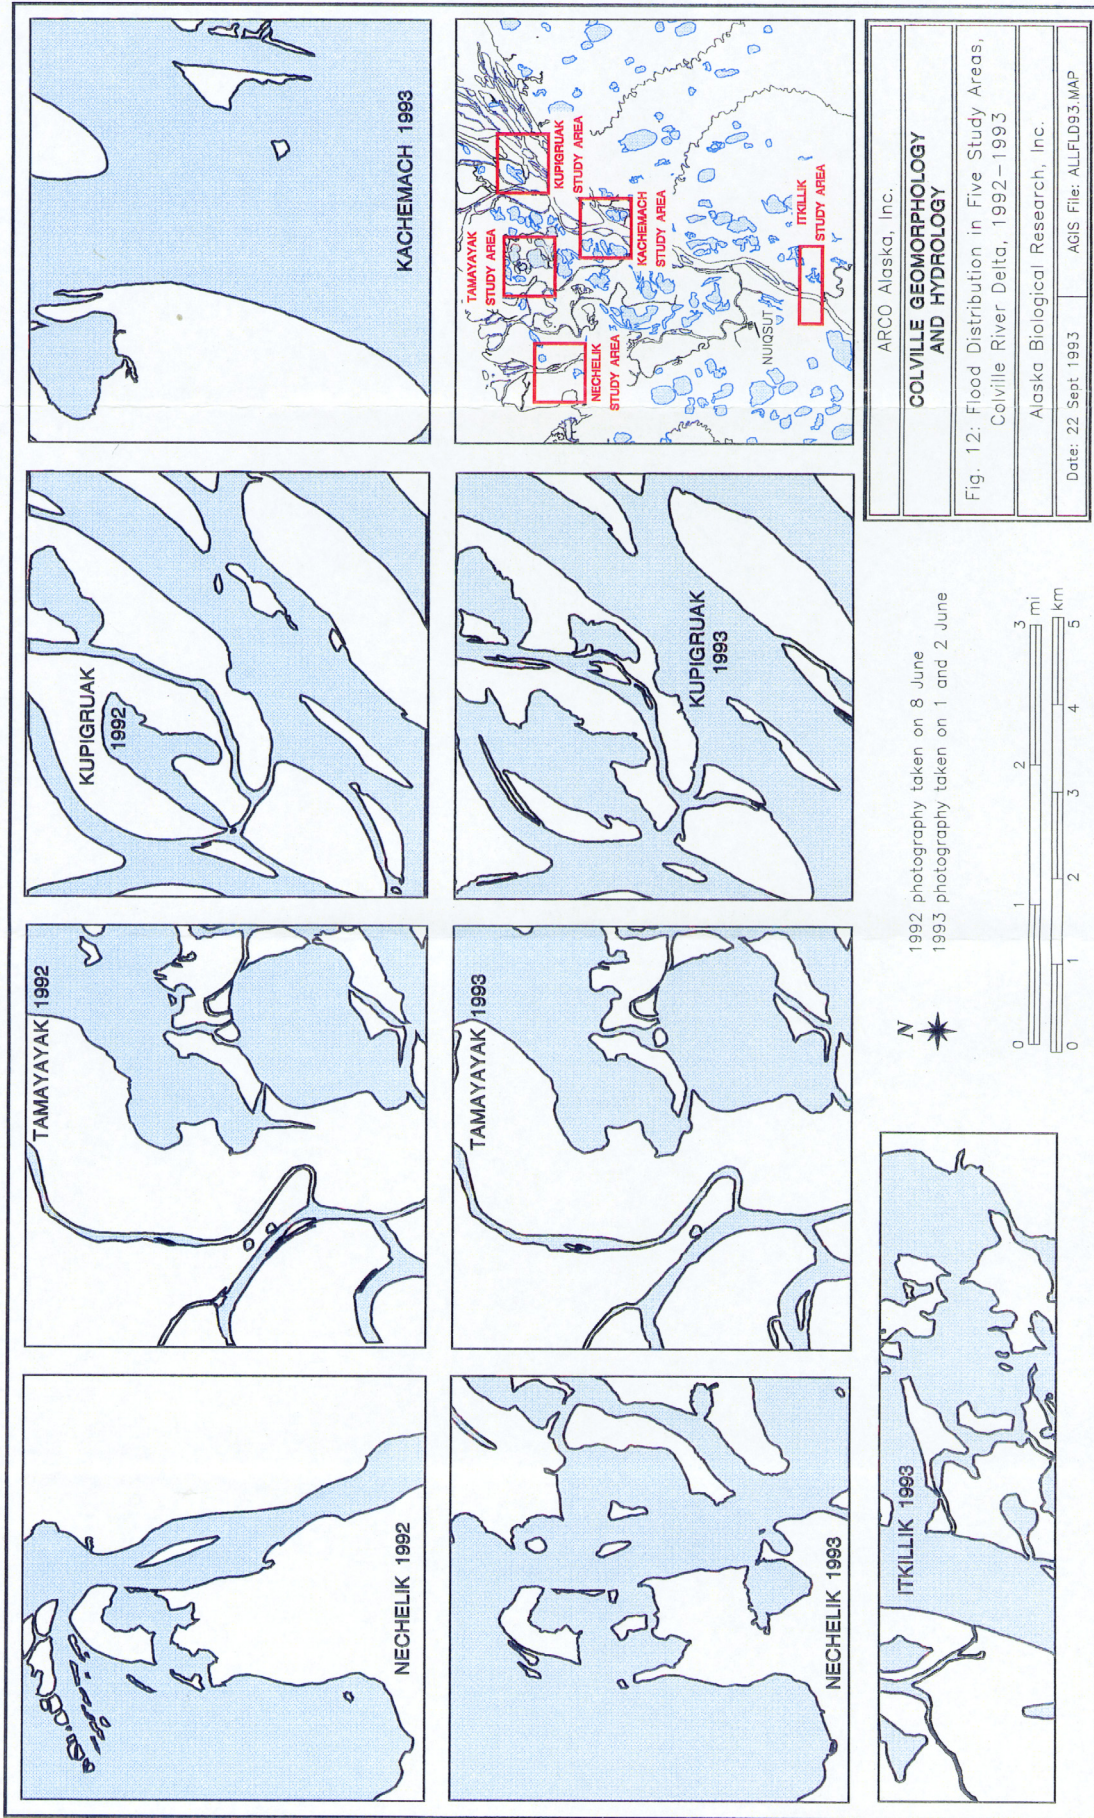 NECHELIK 1992
TAMAYAYAK 1992
KUPIGRUAK
1992
KACHEMACH 1993
NECHELIK 1993
TAMAYAYAK 1993
KUPIGRUAK
1993
NECHELIK
STUDY AREA
TAMAYAYAK
STUDY AREA
KUPIGRUAK
STUDY AREA
KACHEMACH
STUDY AREA
ITKILLIK
STUDY AREA
NUIQSUT
ITKILLIK 1993
N
1992 photography taken on 8 June
1993 photography taken on 1 and 2 June
0 1 2 3 mi
0 1 2 3 4 5 km
ARCO Alaska, Inc.
COLVILLE GEOMORPHOLOGY
AND HYDROLOGY
Fig. 12: Flood Distribution in Five Study Areas,
Colville River Delta, 1992-1993
Alaska Biological Research, Inc.
Date: 22 Sept 1993 AGIS File: ALLFLD93.MAP